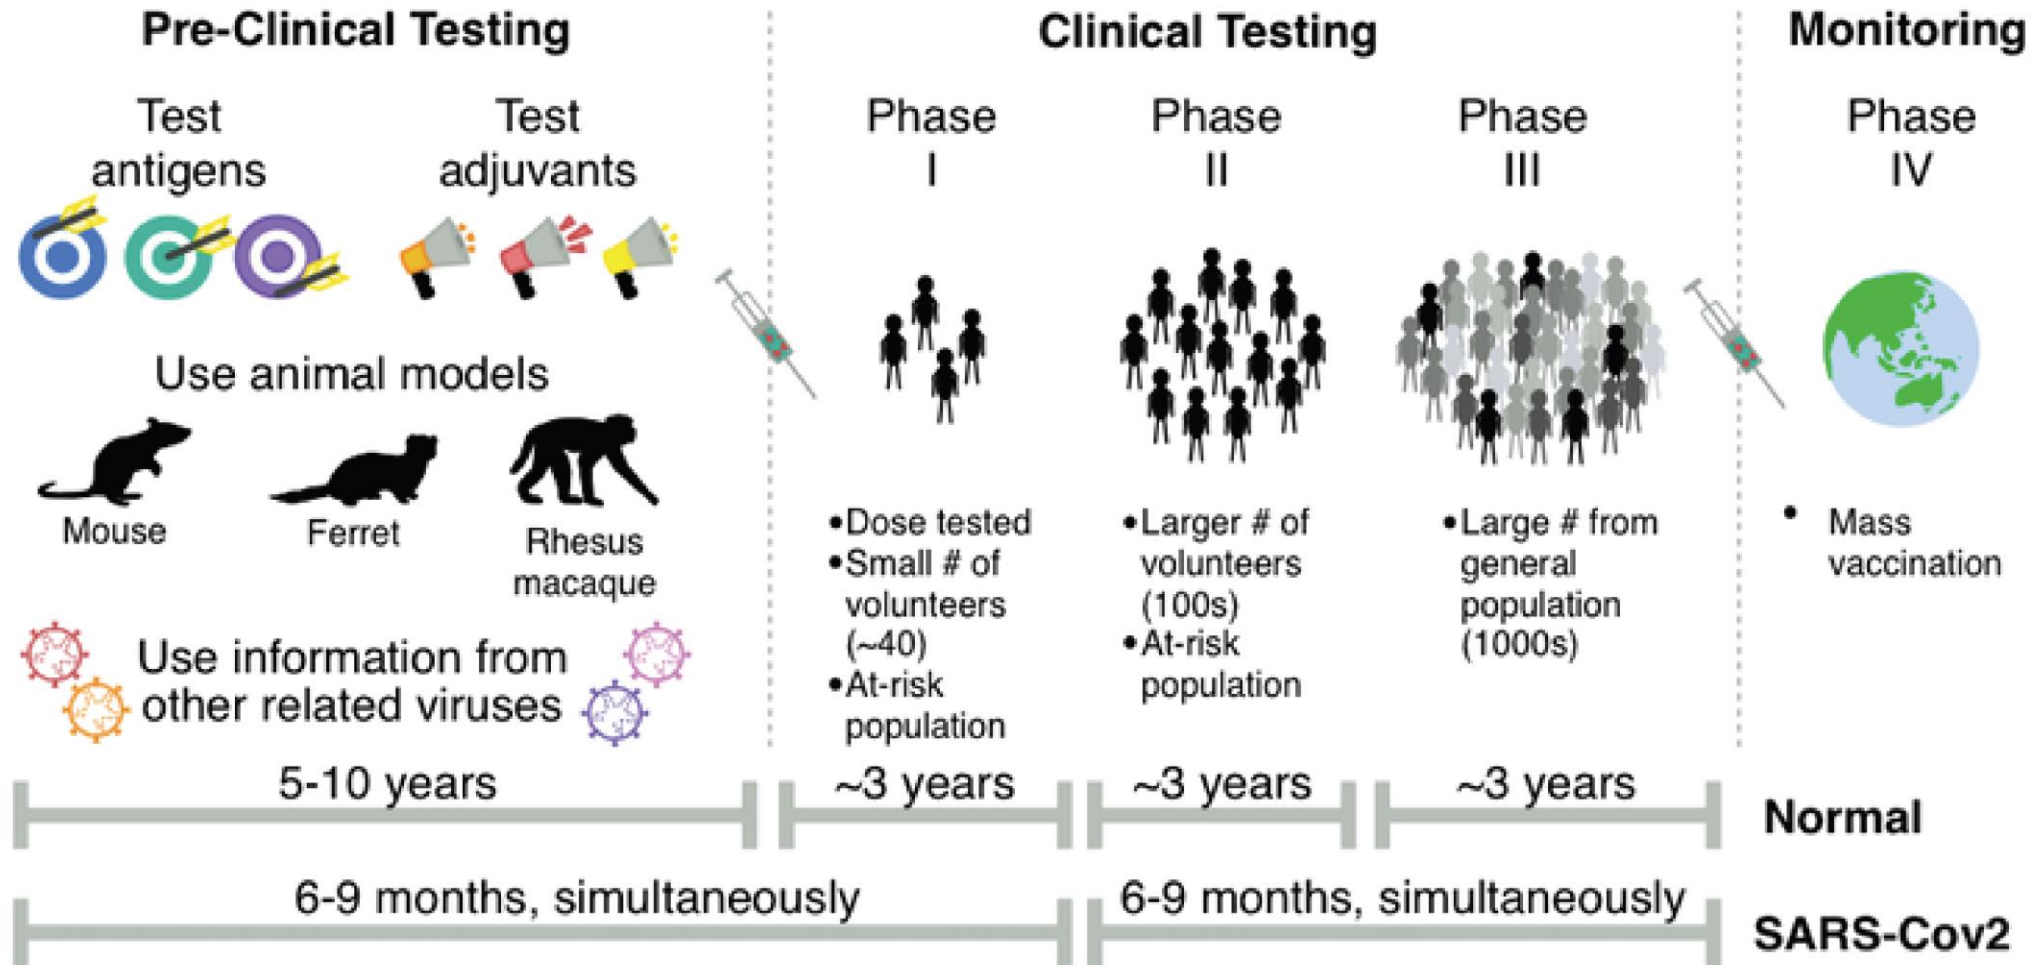 Pre-Clinical Testing
Test
antigens
Test
adjuvants
Use animal models
Mouse
Ferret
Rhesus
macaque
Use information from
other related viruses
Clinical Testing
Phase
I
•Dose tested
•Small # of
volunteers
(~40)
•At-risk
population
Phase
II
•Larger # of
volunteers
(100s)
•At-risk
population
Phase
III
•Large # from
general
population
(1000s)
Monitoring
Phase
IV
• Mass
vaccination
5-10 years
~3 years
~3 years
~3 years
Normal
6-9 months, simultaneously
6-9 months, simultaneously
SARS-Cov2